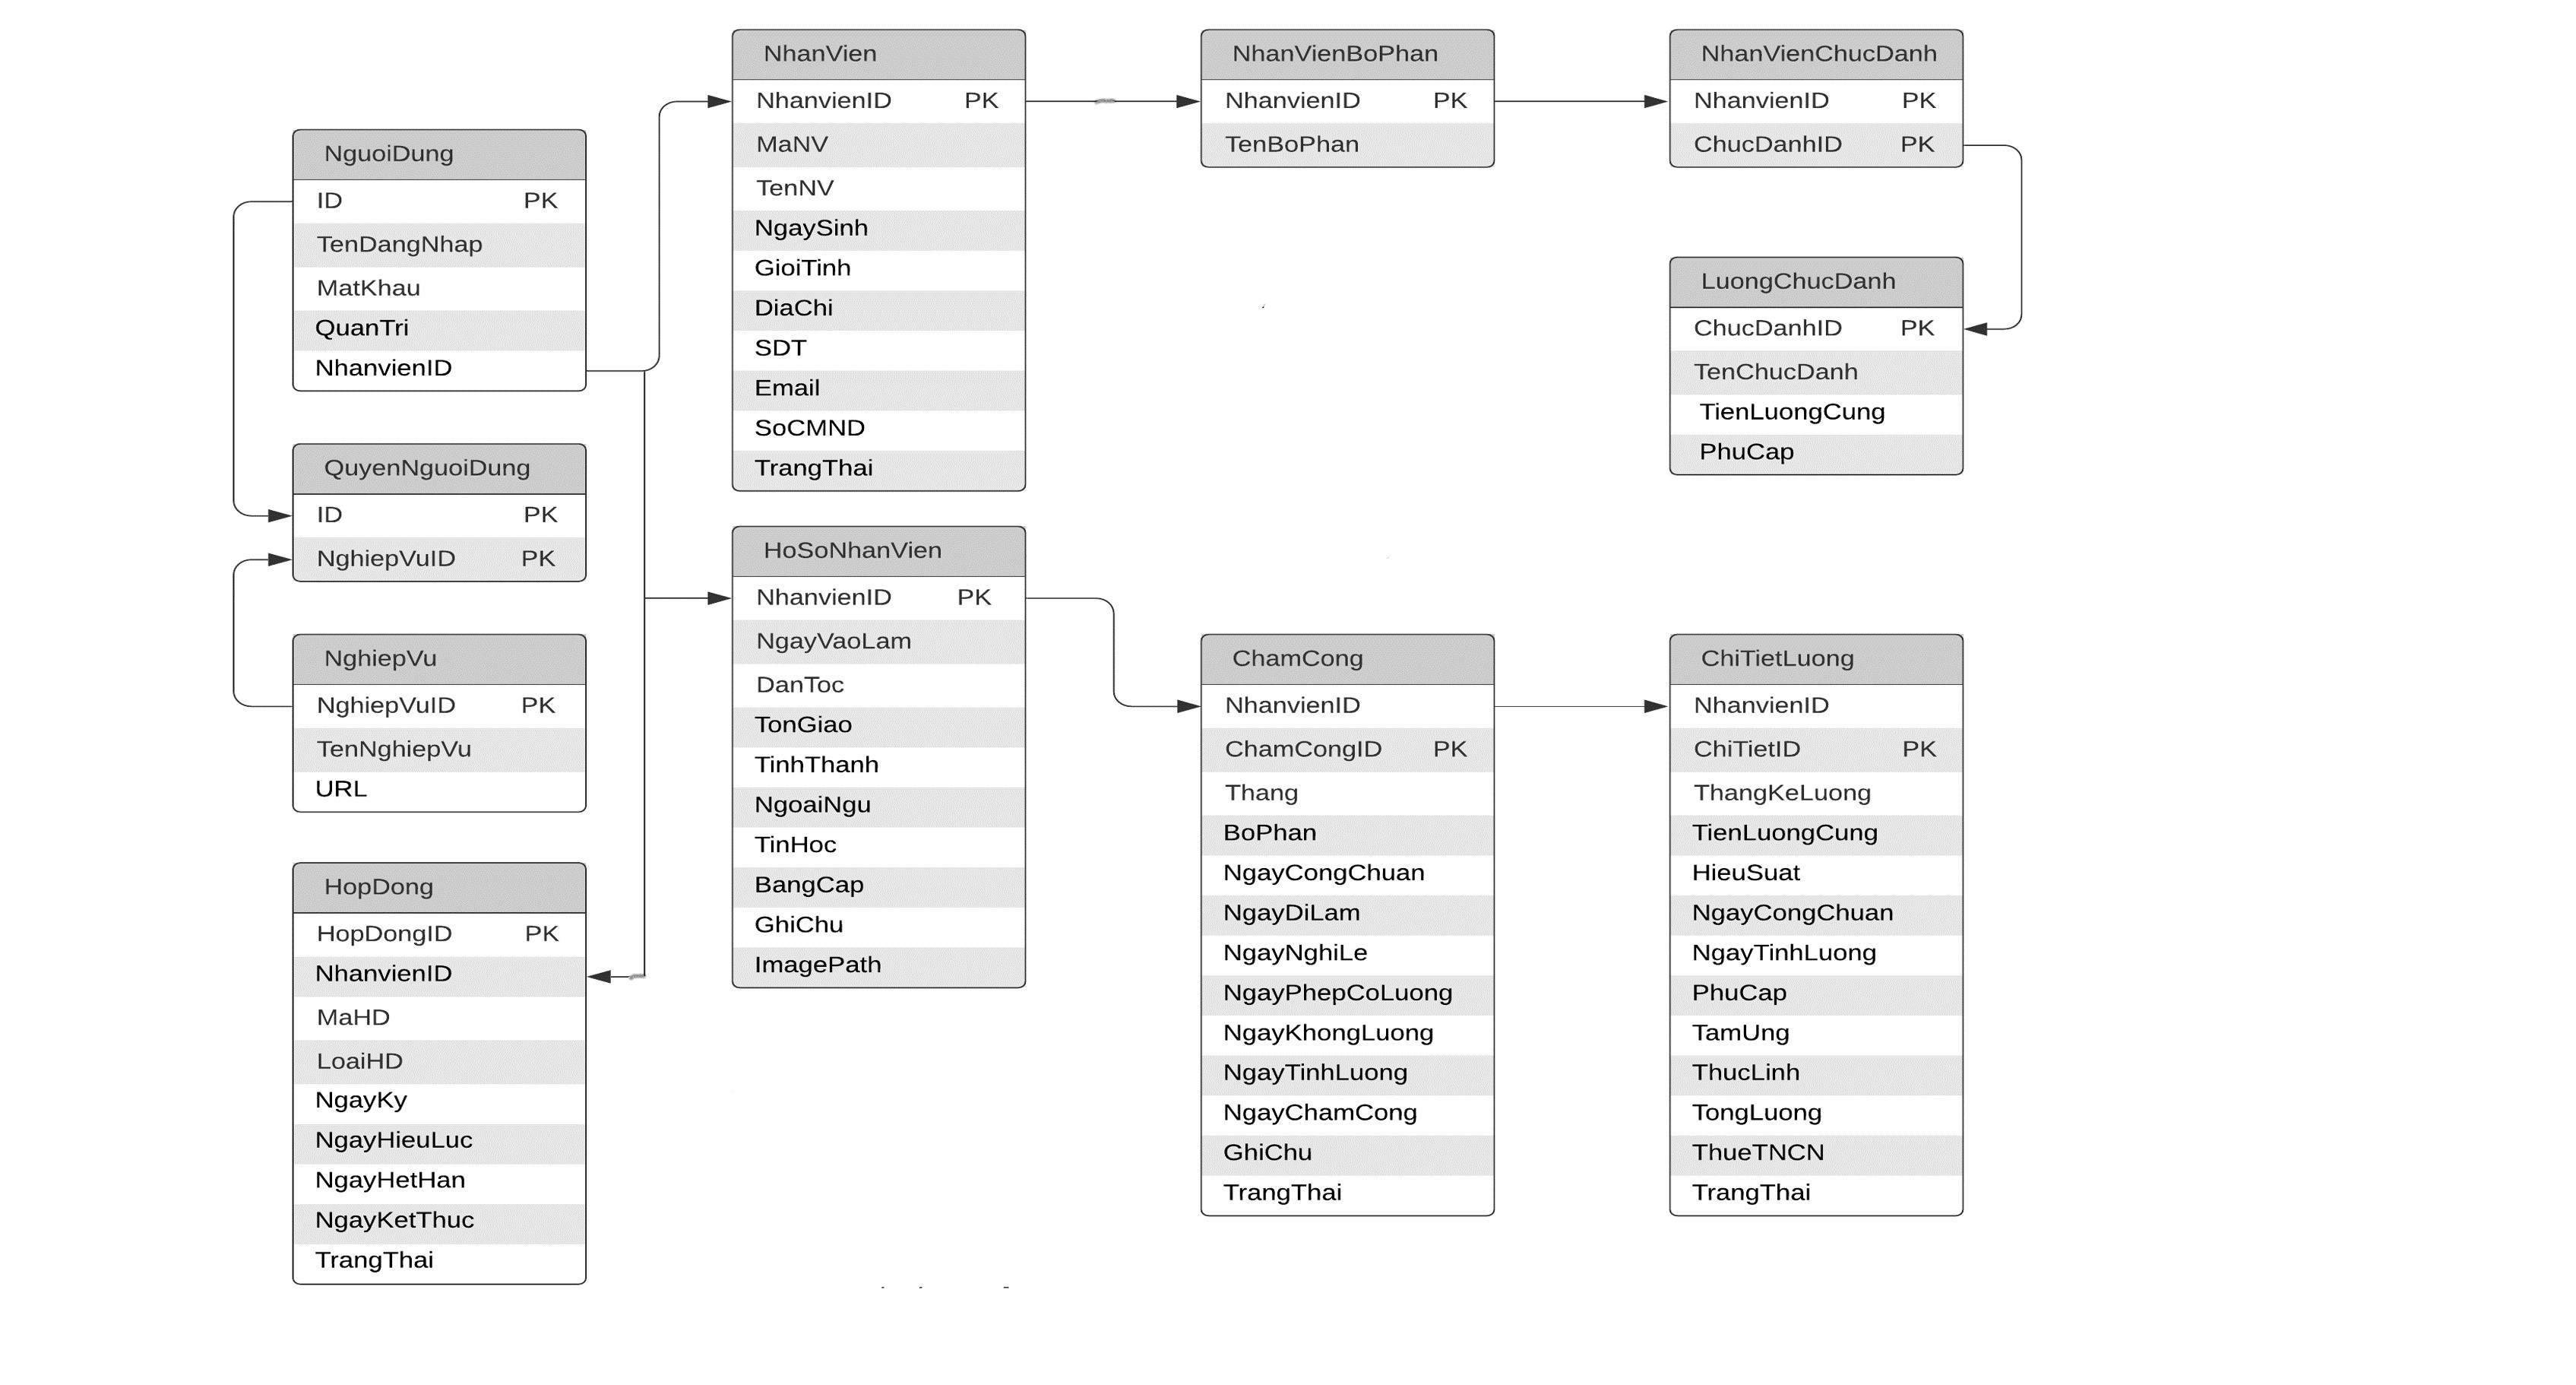 NguoiDung
ID PK
TenDangNhap
MatKhau
QuanTri
NhanvienID
QuyenNguoiDung
ID PK
NghiepVuID PK
NghiepVu
NghiepVuID PK
TenNghiepVu
URL
HopDong
HopDongID PK
NhanvienID
MaHD
LoaiHD
NgayKy
NgayHieuLuc
NgayHetHan
NgayKetThuc
TrangThai
NhanVien
NhanvienID PK
MaNV
TenNV
NgaySinh
GioiTinh
DiaChi
SDT
Email
SoCMND
TrangThai
HoSoNhanVien
NhanvienID PK
NgayVaoLam
DanToc
TonGiao
TinhThanh
NgoaiNgu
TinHoc
BangCap
GhiChu
ImagePath
NhanVienBoPhan
NhanvienID PK
TenBoPhan
ChamCong
NhanvienID
ChamCongID PK
Thang
BoPhan
NgayCongChuan
NgayDiLam
NgayNghiLe
NgayPhepCoLuong
NgayKhongLuong
NgayTinhLuong
NgayChamCong
GhiChu
TrangThai
NhanVienChucDanh
NhanvienID PK
ChucDanhID PK
LuongChucDanh
ChucDanhID PK
TenChucDanh
TienLuongCung
PhuCap
ChiTietLuong
NhanvienID
ChiTietID PK
ThangKeLuong
TienLuongCung
HieuSuat
NgayCongChuan
NgayTinhLuong
PhuCap
TamUng
ThucLinh
TongLuong
ThueTNCN
TrangThai